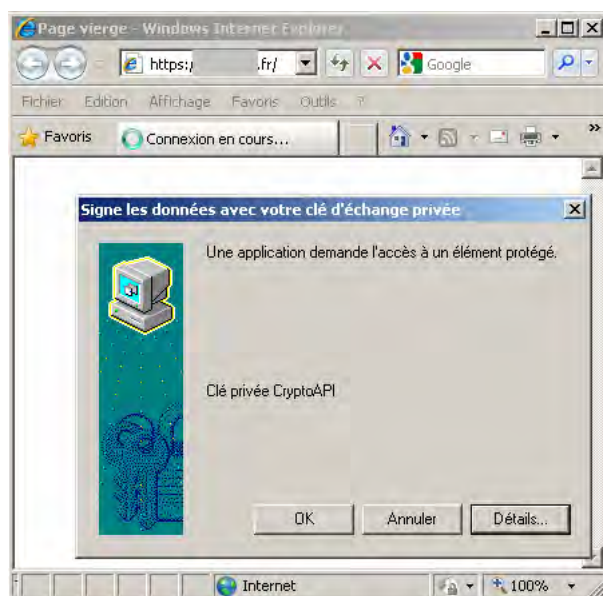 Page vierge - Windows Internet Explorer
https:/ .fr/ Google
Fichier Edition Affichage Favoris Outils ?
Favoris Connexion en cours... »
Signe les données avec votre clé d'échange privée
Une application demande l'accès à un élément protégé.
Clé privée CryptoAPI
OK Annuler Détails...
Internet 100%